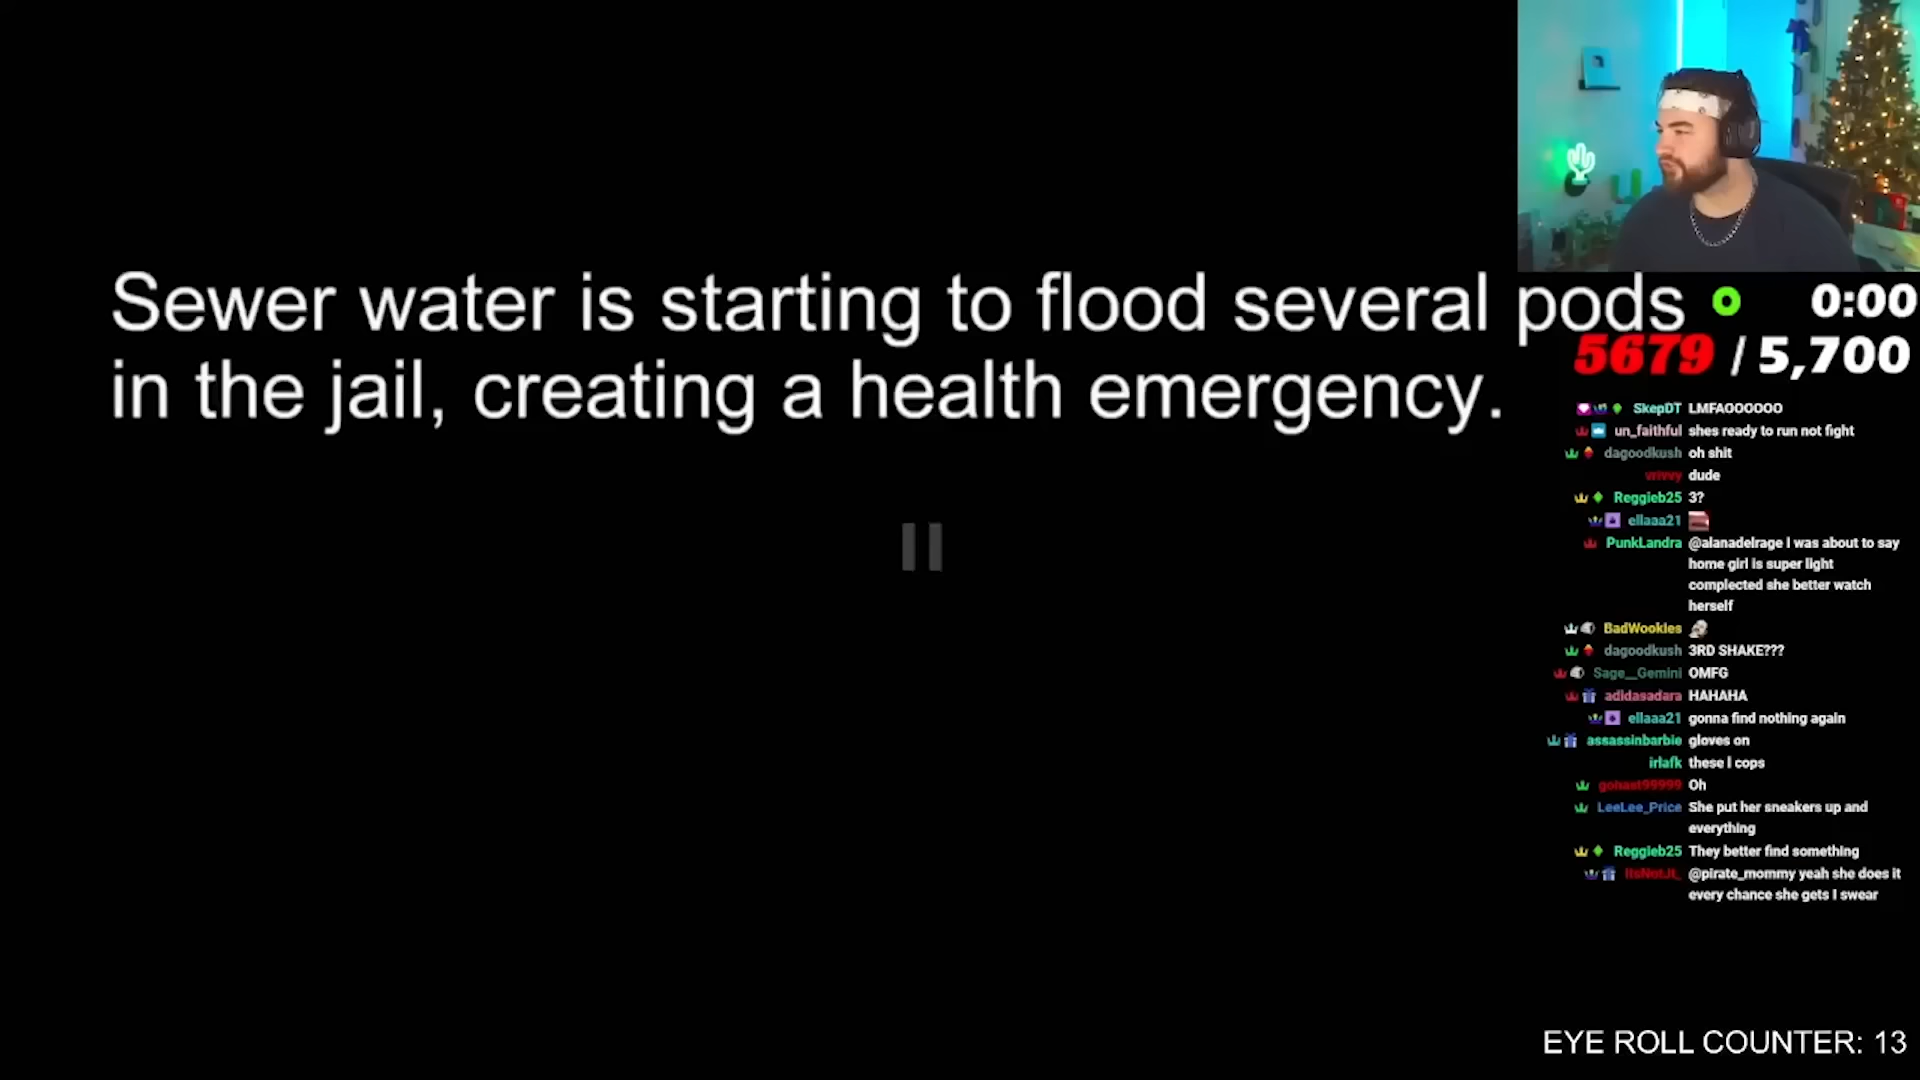 Sewer water is starting to flood several pods
in the jail, creating a health emergency.
0:00
5679 / 5,700
SkepDT LMFAOOOOOO
un_faithful shes ready to run not fight
dagoodkush oh shit
vrivvy dude
Reggieb25 3?
ellaaa21
PunkLandra @alanadelrage I was about to say
home girl is super light
complected she better watch
herself
BadWookies
dagoodkush 3RD SHAKE???
Sage__Gemini OMFG
adidasadara HAHAHA
ellaaa21 gonna find nothing again
assassinbarbie gloves on
these l cops
Oh
LeeLee_Price She put her sneakers up and
everything
Reggieb25 They better find something
ItsNotJt_ @pirate_mommy yeah she does it
every chance she gets I swear
EYE ROLL COUNTER: 13